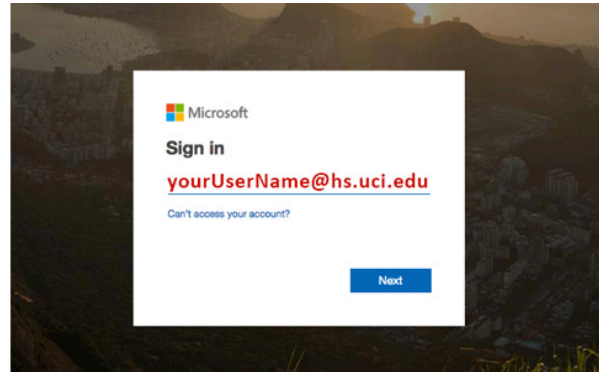 Microsoft
Sign in
yourUserName@hs.uci.edu
Can't access your account?
Next